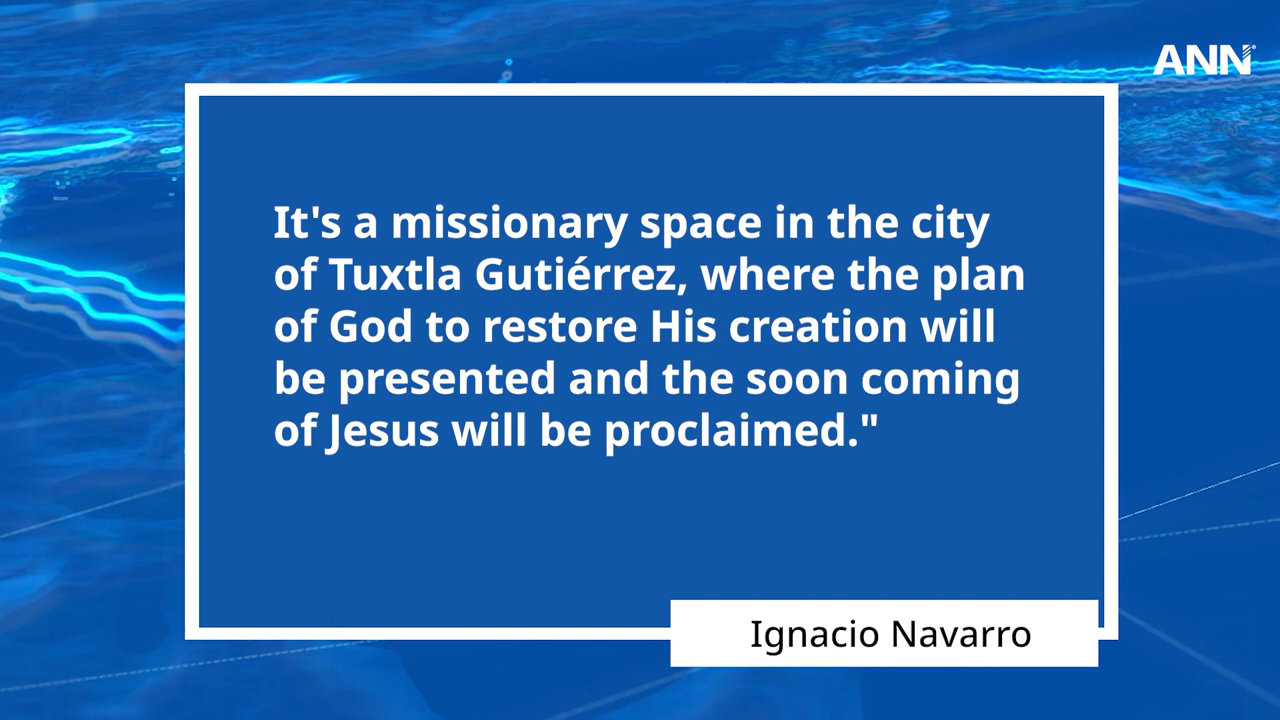 ANN
It's a missionary space in the city
of Tuxtla Gutiérrez, where the plan
of God to restore His creation will
be presented and the soon coming
of Jesus will be proclaimed."
Ignacio Navarro